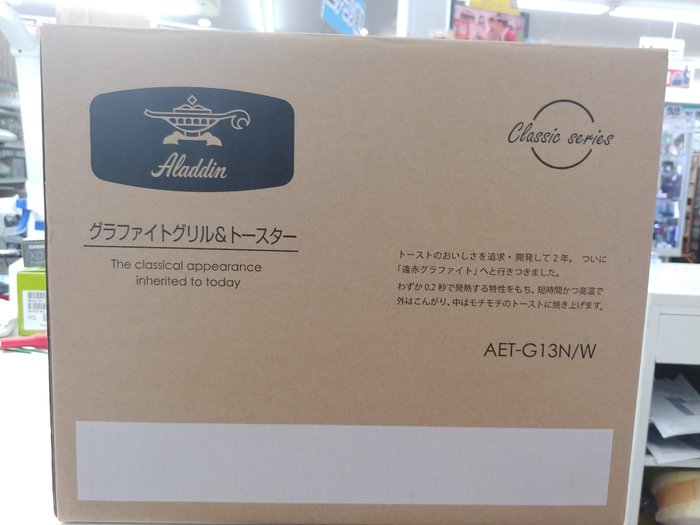 Aladdin
Classic series
グラファイトグリル&トースター
The classical appearance
inherited to today
トーストのおいしさを追求・開発して2年。ついに
「遠赤グラファイト」へと行きつきました。
わずか0.2秒で発熱する特性をもち、短時間かつ高温で
外はこんがり、中はモチモチのトーストに焼き上げます。
AET-G13N/W